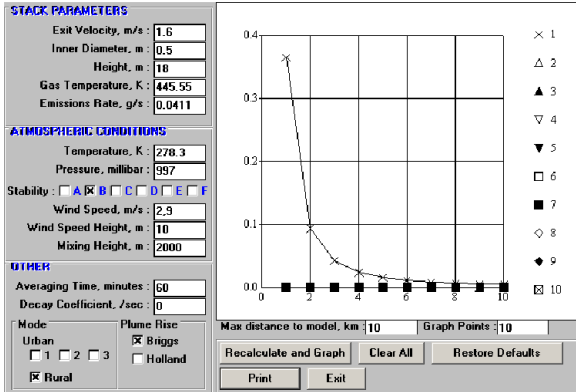 STACK PARAMETERS
Exit Velocity, m/s : 1.6
Inner Diameter, m : 0.5
Height, m : 18
Gas Temperature, K : 445.55
Emissions Rate, g/s : 0.0411
ATMOSPHERIC CONDITIONS
Temperature, K : 278.3
Pressure, millibar : 997
Stability : A B C D E F
Wind Speed, m/s : 2,9
Wind Speed Height, m : 10
Mixing Height, m : 2000
OTHER
Averaging Time, minutes : 60
Decay Coefficient, /sec : 0
Mode
Urban
1 2 3
Rural
Plume Rise
Briggs
Holland
0.4
0.3
0.2
0.1
0.0
0 2 4 6 8 10
1
2
3
4
5
6
7
8
9
10
Max distance to model, km : 10 Graph Points : 10
Recalculate and Graph Clear All Restore Defaults
Print Exit